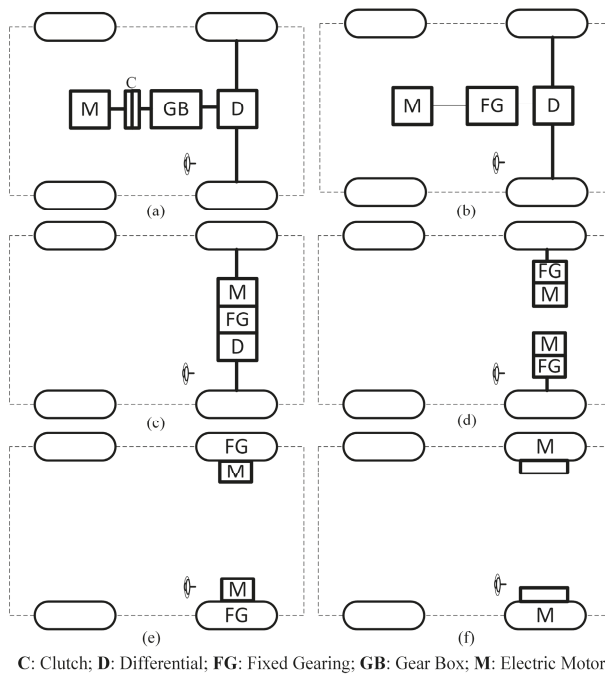 C
M GB D
(a)
M FG D
(b)
M
FG
D
(c)
FG
M
M
FG
(d)
FG
M
M
FG
(e)
M
M
(f)
C: Clutch; D: Differential; FG: Fixed Gearing; GB: Gear Box; M: Electric Motor